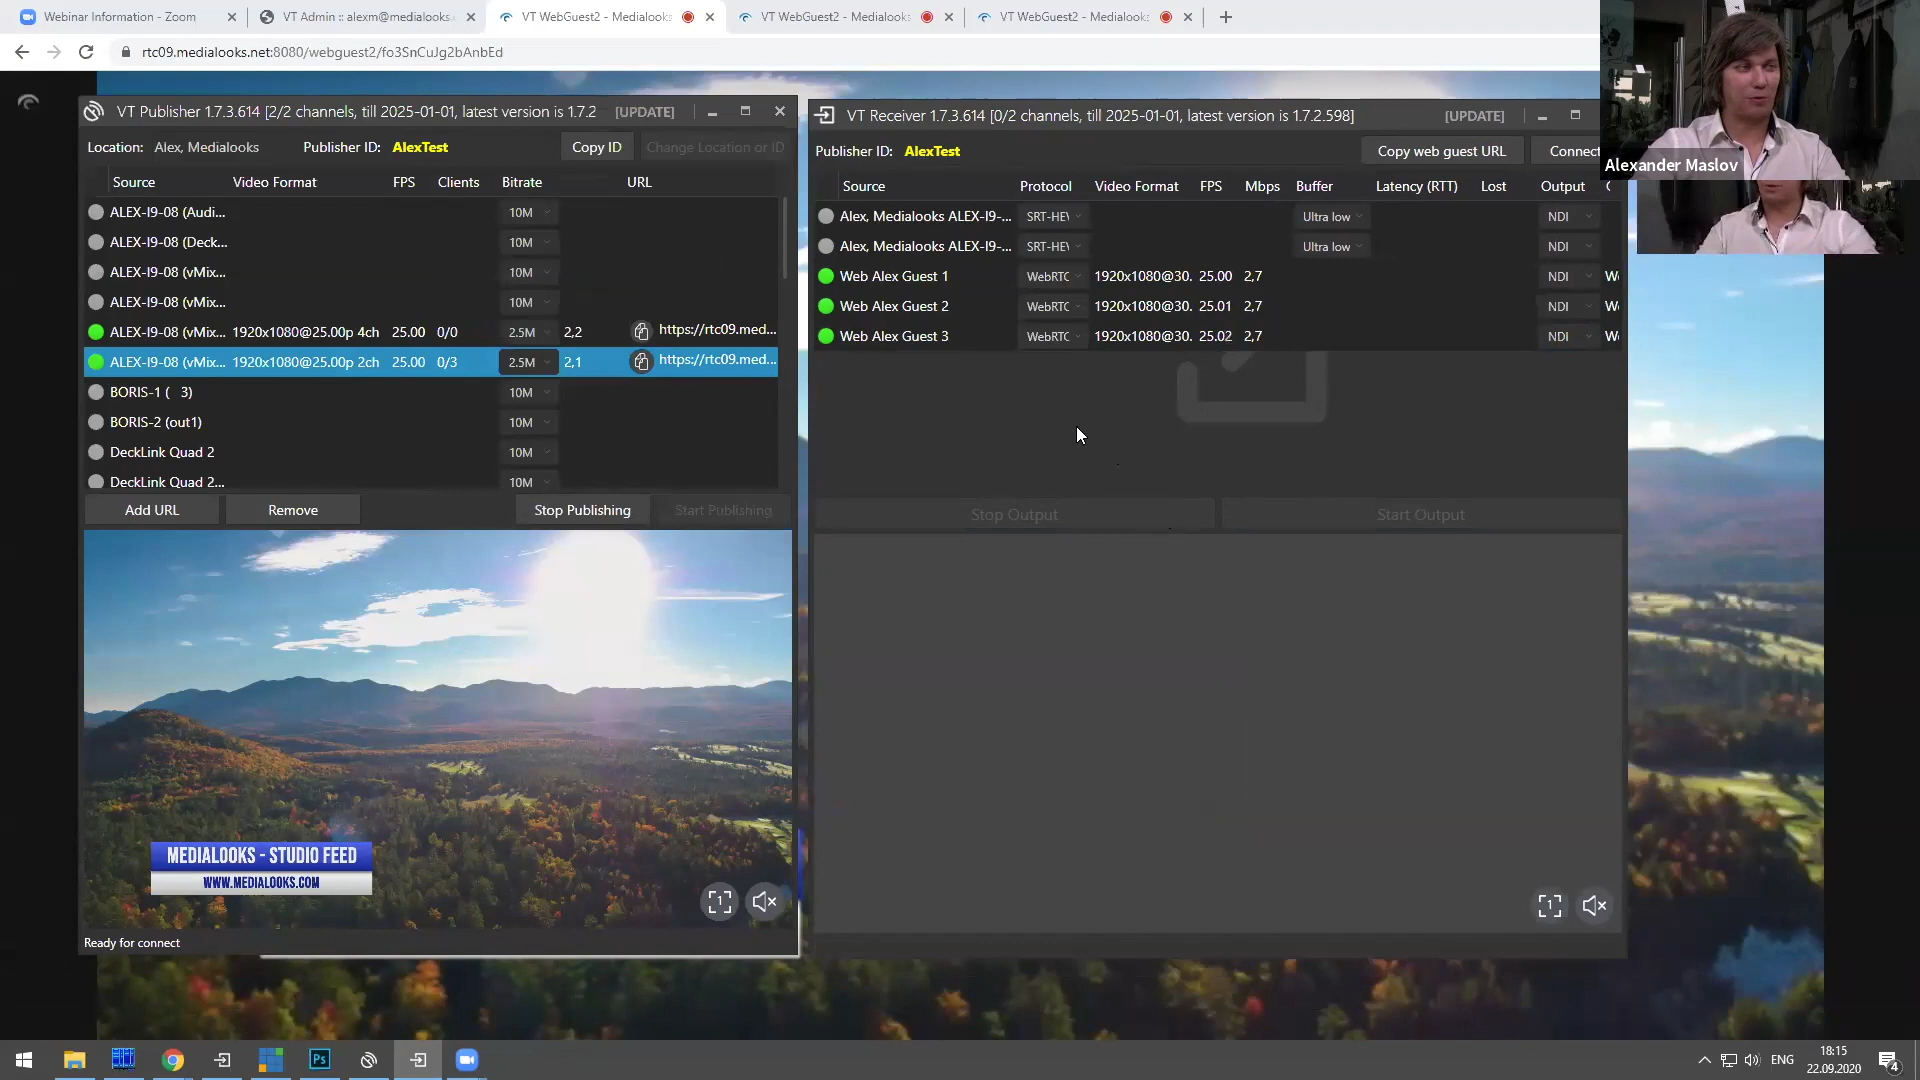 Webinar Information - Zoom
VT Admin :: alexm@medialooks.
VT WebGuest2 - Medialooks
VT WebGuest2 - Medialooks
VT WebGuest2 - Medialooks
rtc09.medialooks.net:8080/webguest2/fo3SnCuJg2bAnbEd
Alexander Maslov
VT Publisher 1.7.3.614 [2/2 channels, till 2025-01-01, latest version is 1.7.2
[UPDATE]
Location: Alex, Medialooks
Publisher ID: AlexTest
Copy ID
Change Location or ID
Source Video Format FPS Clients Bitrate URL
ALEX-I9-08 (Audi... 10M
ALEX-I9-08 (Deck... 10M
ALEX-I9-08 (vMix... 10M
ALEX-I9-08 (vMix... 10M
ALEX-I9-08 (vMix... 1920x1080@25.00p 4ch 25.00 0/0 2.5M 2,2 https://rtc09.med...
ALEX-I9-08 (vMix... 1920x1080@25.00p 2ch 25.00 0/3 2.5M 2,1 https://rtc09.med...
BORIS-1 ( 3) 10M
BORIS-2 (out1) 10M
DeckLink Quad 2 10M
DeckLink Quad 2... 10M
Add URL
Remove
Stop Publishing
Start Publishing
MEDIALOOKS - STUDIO FEED
WWW.MEDIALOOKS.COM
1
Ready for connect
VT Receiver 1.7.3.614 [0/2 channels, till 2025-01-01, latest version is 1.7.2.598]
[UPDATE]
Publisher ID: AlexTest
Copy web guest URL
Connect
Source Protocol Video Format FPS Mbps Buffer Latency (RTT) Lost Output
Alex, Medialooks ALEX-I9-... SRT-HEV Ultra low NDI
Alex, Medialooks ALEX-I9-... SRT-HEV Ultra low NDI
Web Alex Guest 1 WebRTC 1920x1080@30. 25.00 2,7 NDI We
Web Alex Guest 2 WebRTC 1920x1080@30. 25.01 2,7 NDI We
Web Alex Guest 3 WebRTC 1920x1080@30. 25.02 2,7 NDI We
Stop Output
Start Output
1
Ps
ENG
18:15
22.09.2020
4